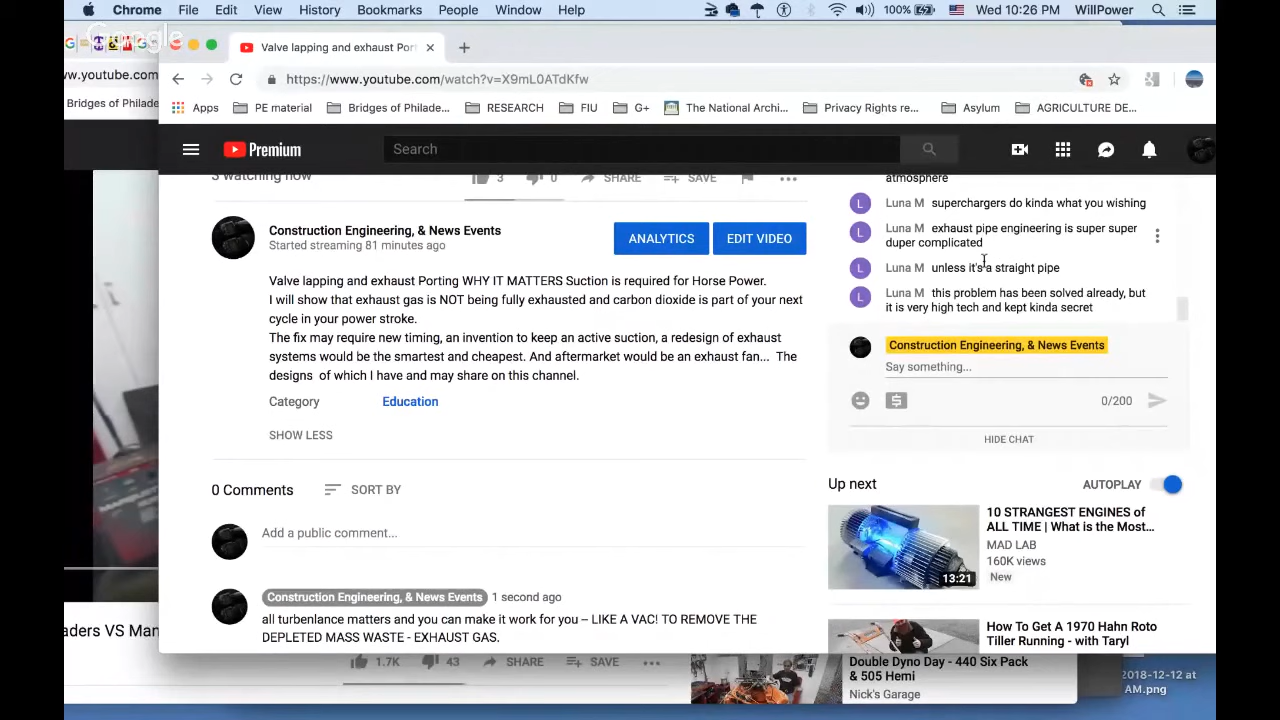 Chrome File Edit View History Bookmarks People Window Help 100% Wed 10:26 PM WillPower
Google
Valve lapping and exhaust Port
ww.youtube.com/
https://www.youtube.com/watch?v=X9mL0ATdKfw
Bridges of Philade
Apps PE material Bridges of Philade... RESEARCH FIU G+ The National Archi... Privacy Rights re... Asylum AGRICULTURE DE...
Premium
Search
3 watching now
3 0 SHARE SAVE
Construction Engineering, & News Events
Started streaming 81 minutes ago
ANALYTICS EDIT VIDEO
Valve lapping and exhaust Porting WHY IT MATTERS Suction is required for Horse Power.
I will show that exhaust gas is NOT being fully exhausted and carbon dioxide is part of your next
cycle in your power stroke.
The fix may require new timing, an invention to keep an active suction, a redesign of exhaust
systems would be the smartest and cheapest. And aftermarket would be an exhaust fan... The
designs of which I have and may share on this channel.
Category Education
SHOW LESS
0 Comments SORT BY
Add a public comment...
Construction Engineering, & News Events 1 second ago
all turbenlance matters and you can make it work for you – LIKE A VAC! TO REMOVE THE
DEPLETED MASS WASTE - EXHAUST GAS.
atmosphere
Luna M superchargers do kinda what you wishing
Luna M exhaust pipe engineering is super super
duper complicated
Luna M unless it's a straight pipe
Luna M this problem has been solved already, but
it is very high tech and kept kinda secret
Construction Engineering, & News Events
Say something...
0/200
HIDE CHAT
Up next AUTOPLAY
10 STRANGEST ENGINES of
ALL TIME | What is the Most...
MAD LAB
160K views
New
13:21
How To Get A 1970 Hahn Roto
Tiller Running - with Taryl
aders VS Man
1.7K 43 SHARE SAVE
Double Dyno Day - 440 Six Pack
& 505 Hemi
Nick's Garage
2018-12-12 at
AM.png